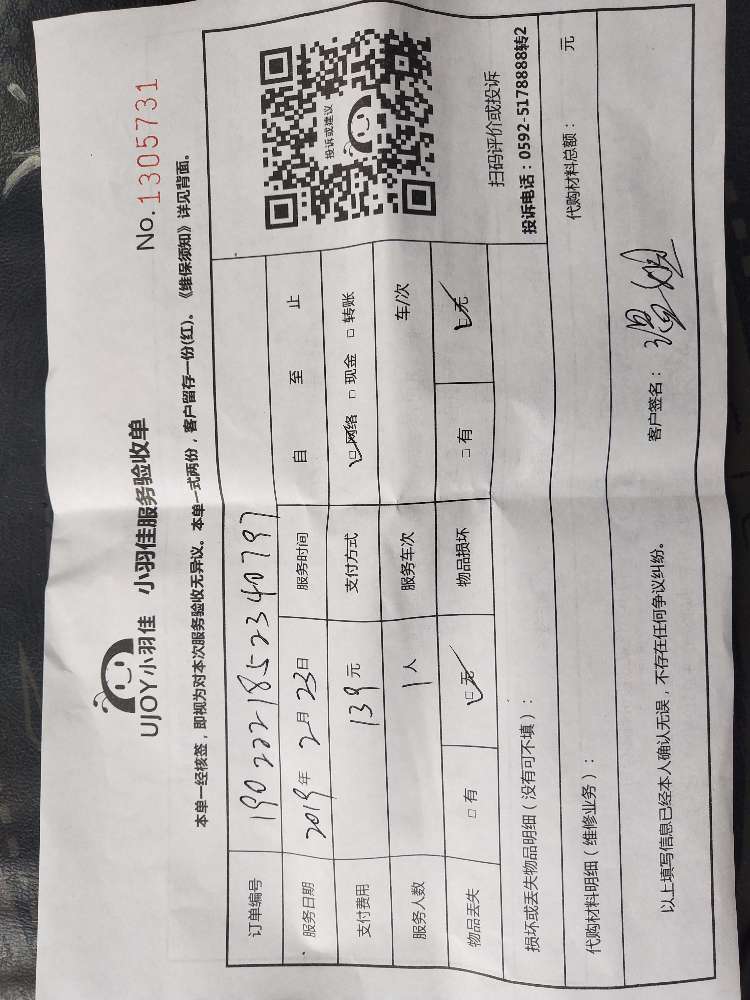 UJOY小羽佳 小羽佳服务验收单
No. 1305731
本单一经核签，即视为对本次服务验收无异议。本单一式两份，客户留存一份(红)。《维保须知》详见背面。
订单编号 190222185234 0797
服务日期 2019年 2月 23日 服务时间 自 至 止
支付费用 139元 支付方式 ☑网络 □现金 □转账
服务人数 1人 服务车次 车/次
物品丢失 □有 ☑无 物品损坏 □有 ☑无
投诉或建议
扫码评价或投诉
投诉电话：0592-5178888转2
损坏或丢失物品明细（没有可不填）：
代购材料明细（维修业务）： 代购材料总额： 元
以上填写信息已经本人确认无误，不存在任何争议纠纷。 客户签名：